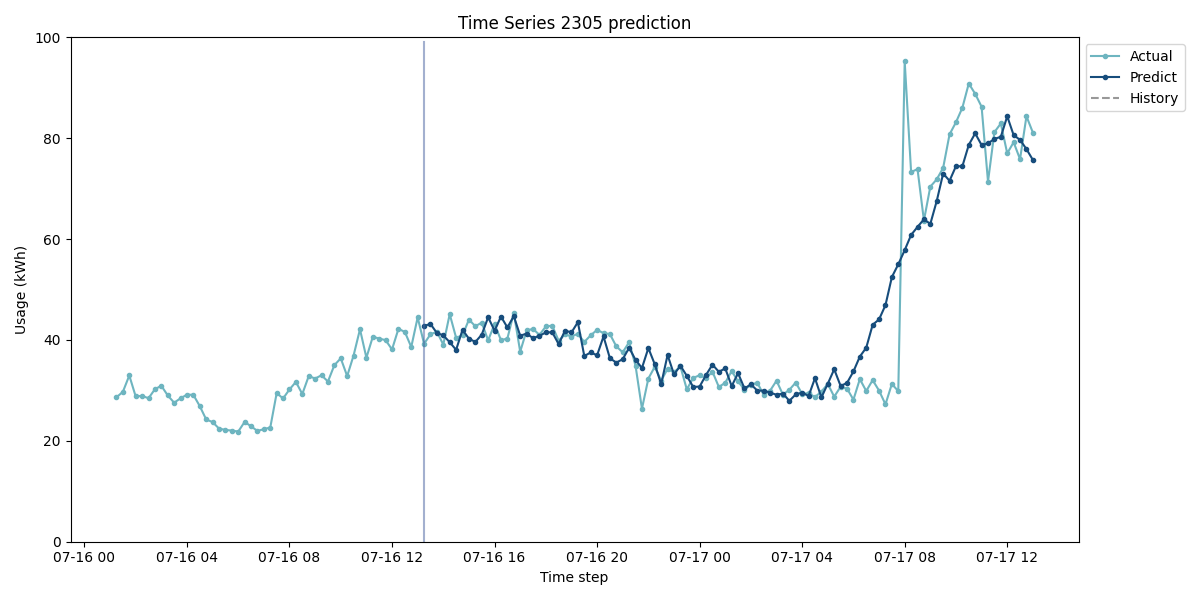 Time Series 2305 prediction
Usage (kWh)
100
80
60
40
20
0
07-16 00
07-16 04
07-16 08
07-16 12
07-16 16
07-16 20
07-17 00
07-17 04
07-17 08
07-17 12
Time step
Actual
Predict
History